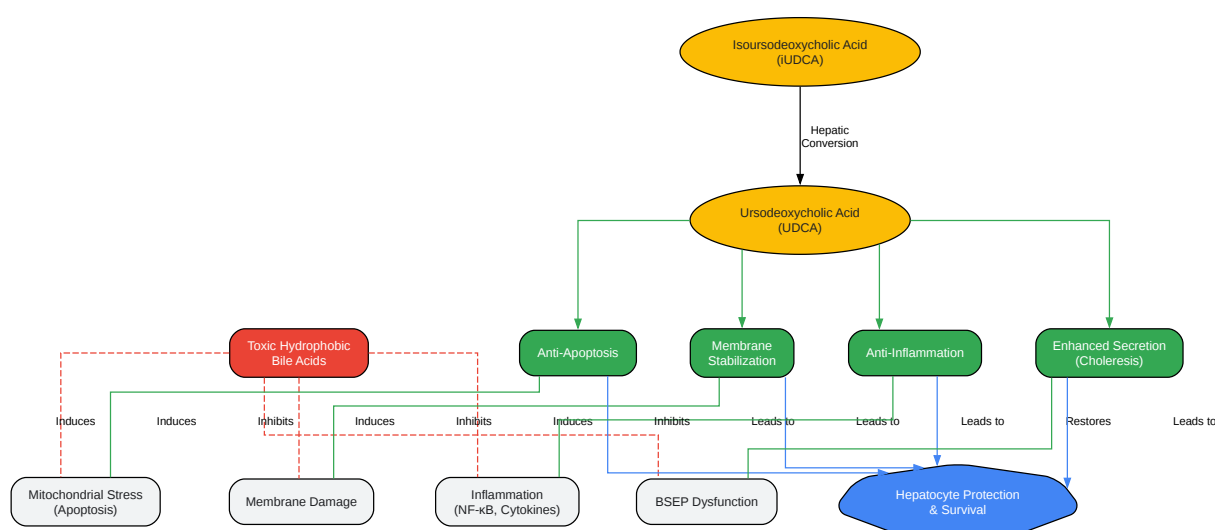 Isoursodeoxycholic Acid
(iUDCA)
Hepatic
Conversion
Ursodeoxycholic Acid
(UDCA)
Toxic Hydrophobic
Bile Acids
Anti-Apoptosis
Membrane
Stabilization
Anti-Inflammation
Enhanced Secretion
(Choleresis)
Induces
Induces
Inhibits
Induces
Inhibits
Induces
Inhibits
Leads to
Leads to
Leads to
Restores
Leads to
Mitochondrial Stress
(Apoptosis)
Membrane Damage
Inflammation
(NF-κB, Cytokines)
BSEP Dysfunction
Hepatocyte Protection
& Survival